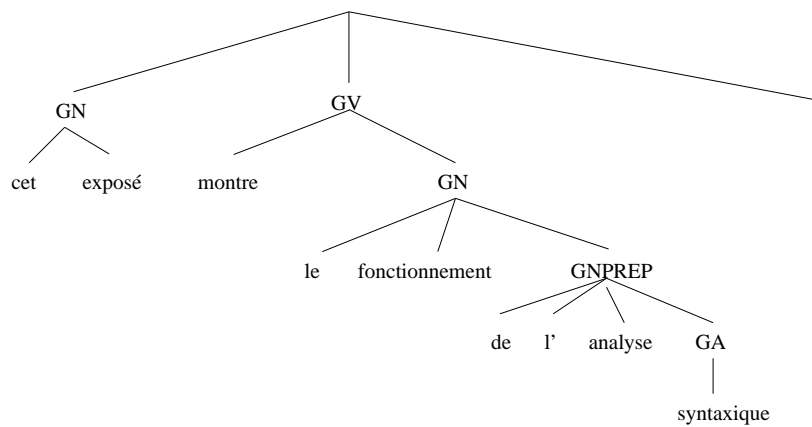 GN GV
cet exposé montre GN
le fonctionnement GNPREP
de l' analyse GA
syntaxique